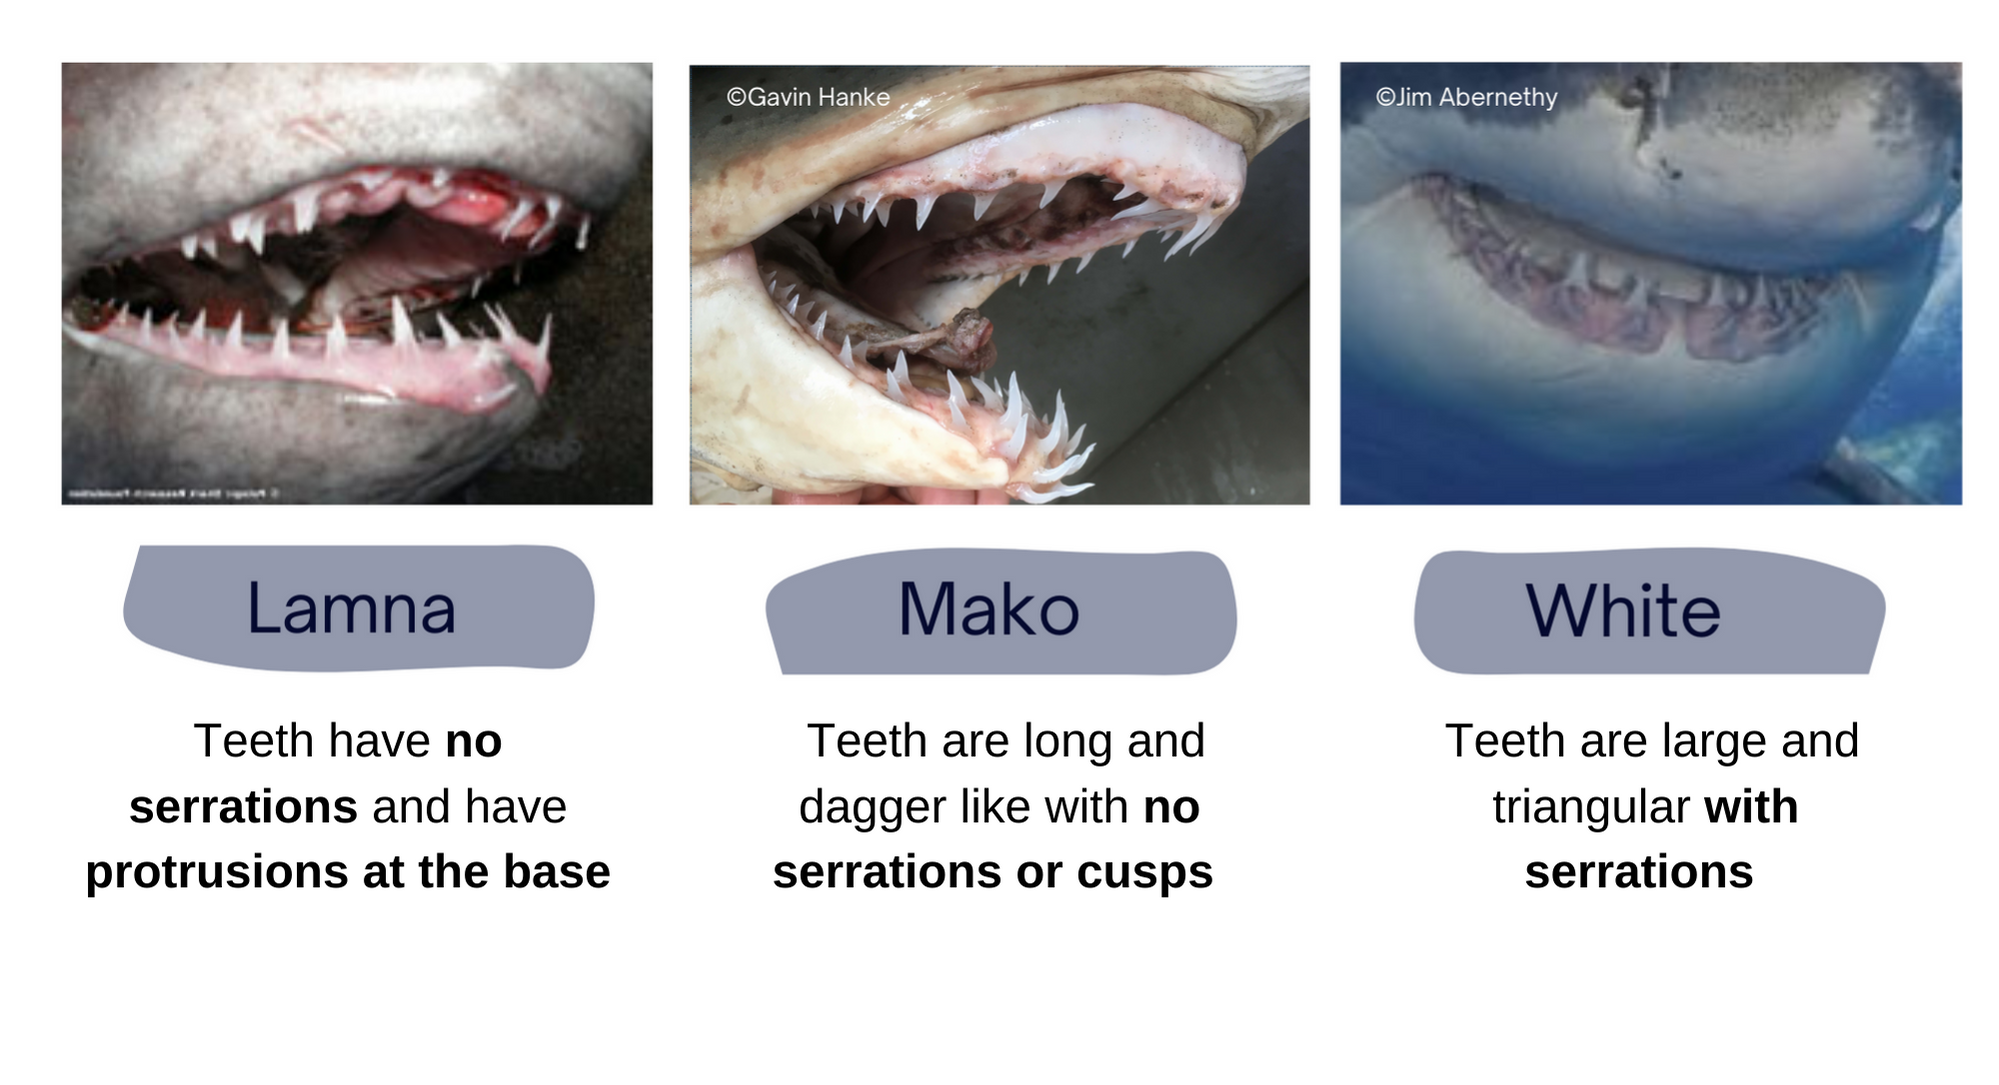 ©Gavin Hanke
©Jim Abernethy
Lamna
Mako
White
Teeth have no
serrations and have
protrusions at the base
Teeth are long and
dagger like with no
serrations or cusps
Teeth are large and
triangular with
serrations